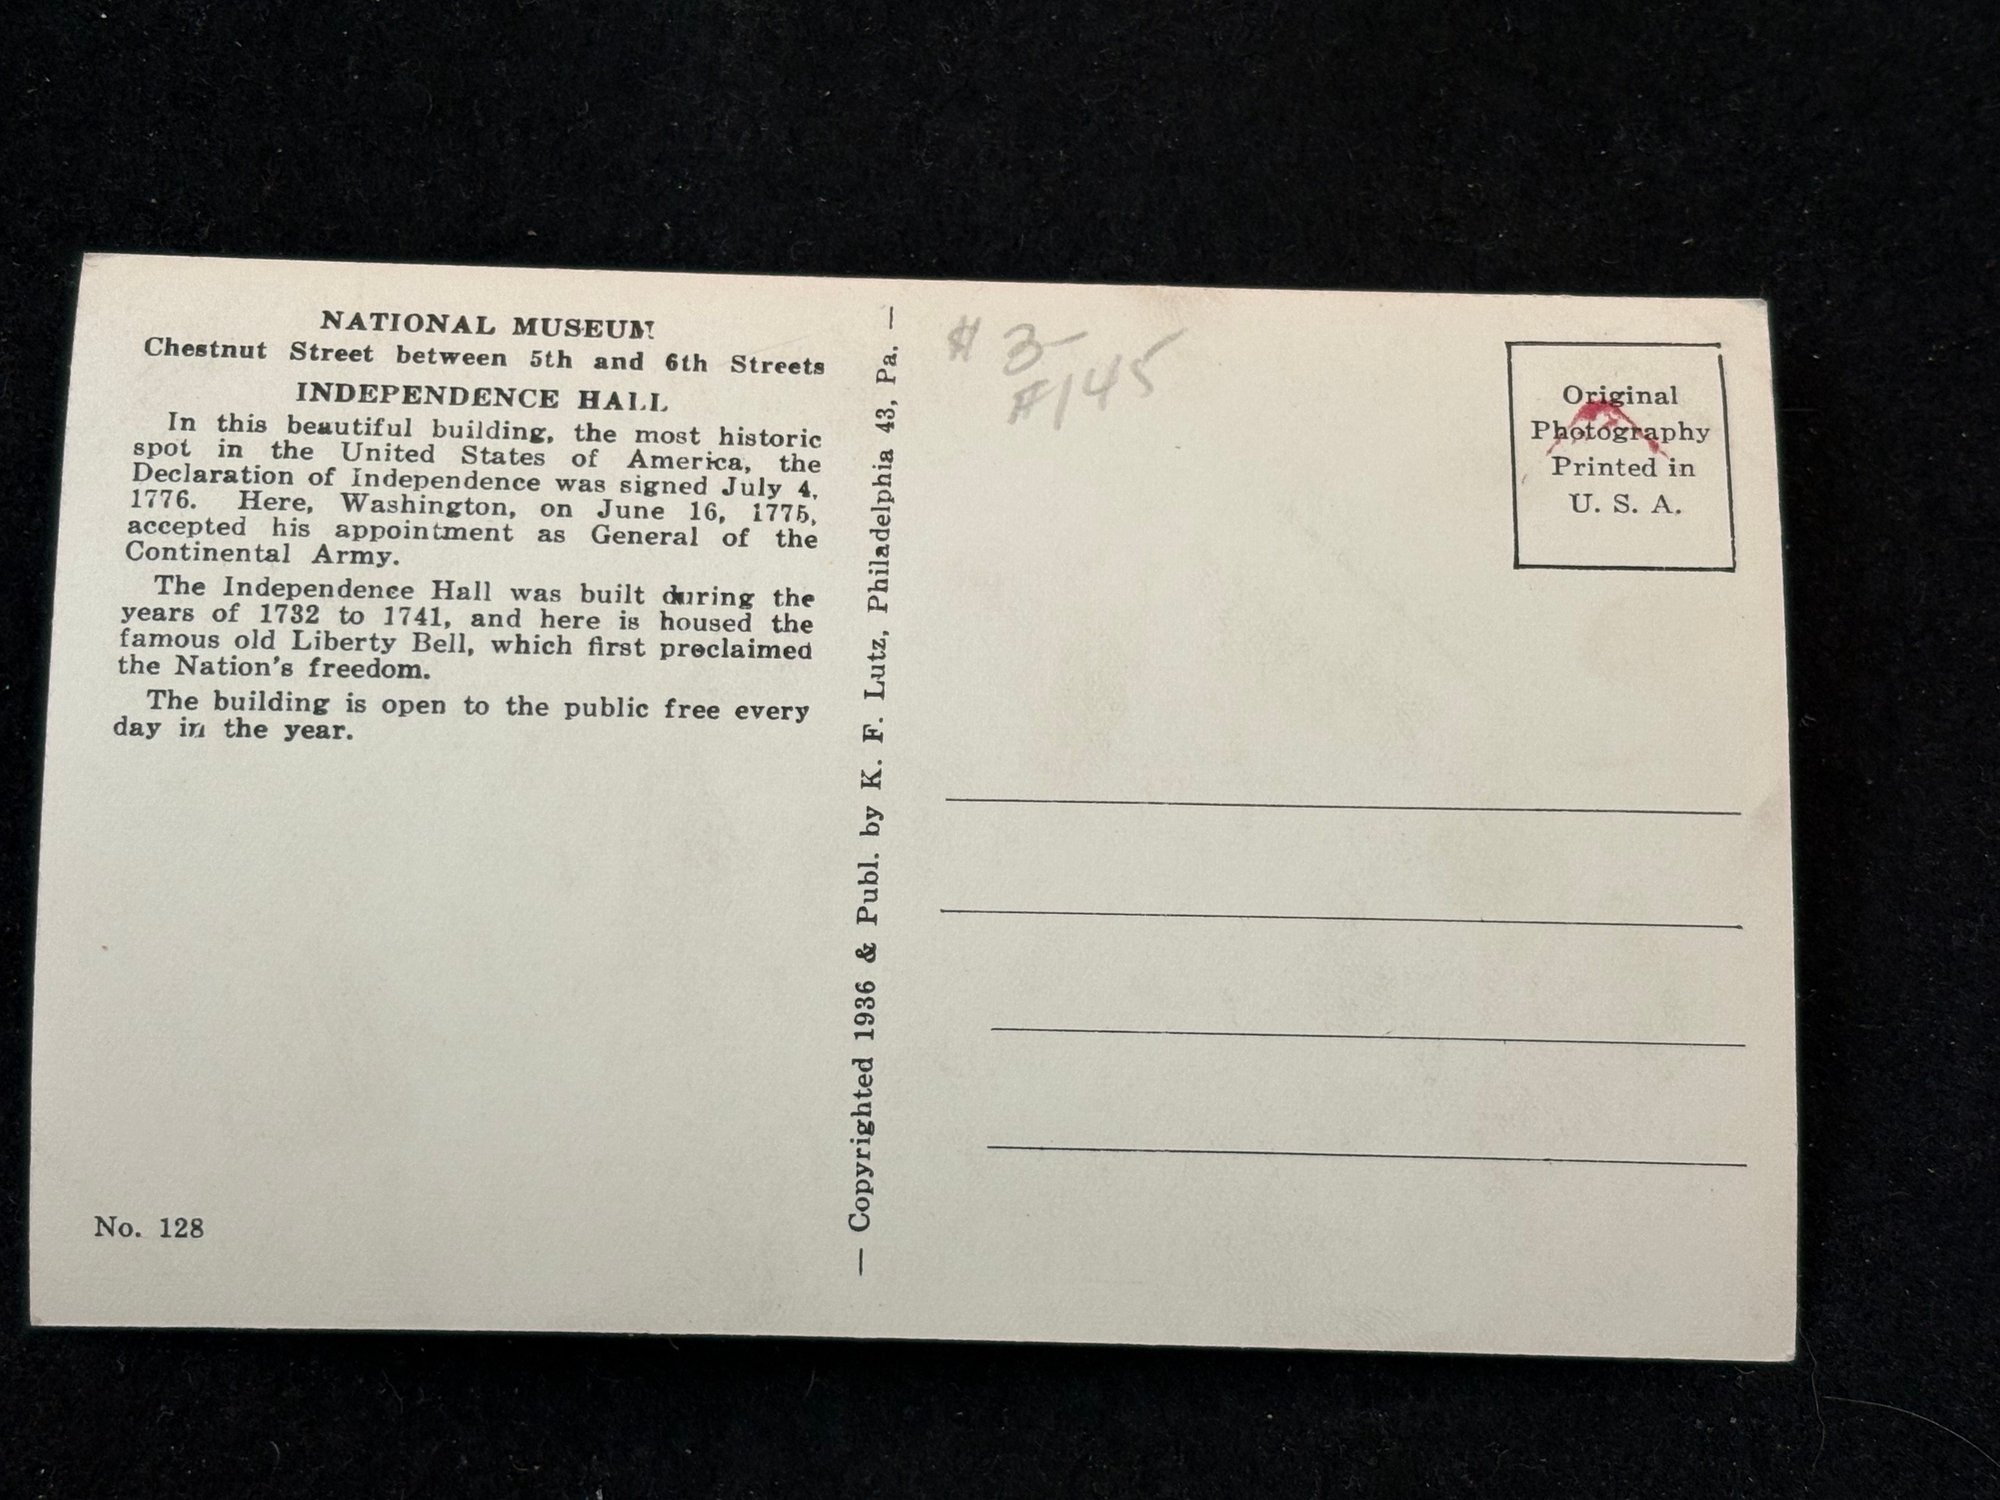 NATIONAL MUSEUM
Chestnut Street between 5th and 6th Streets
INDEPENDENCE HALL
In this beautiful building, the most historic
spot in the United States of America, the
Declaration of Independence was signed July 4,
1776. Here, Washington, on June 16, 1775,
accepted his appointment as General of the
Continental Army.
The Independence Hall was built during the
years of 1732 to 1741, and here is housed the
famous old Liberty Bell, which first proclaimed
the Nation's freedom.
The building is open to the public free every
day in the year.
No. 128
— Copyrighted 1936 & Publ. by K. F. Lutz, Philadelphia 43, Pa. —
# 3-
#145
Original
Photography
Printed in
U. S. A.